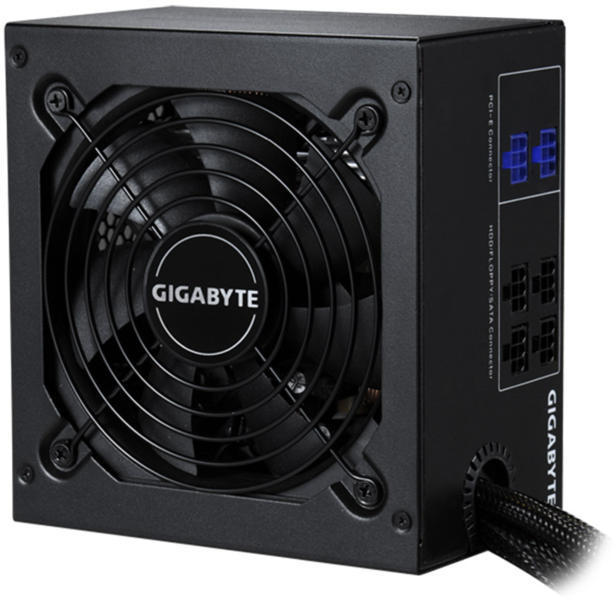 GIGABYTE
PCI-E Connector
HDD/FLOPPY/SATA Connector
GIGABYTE